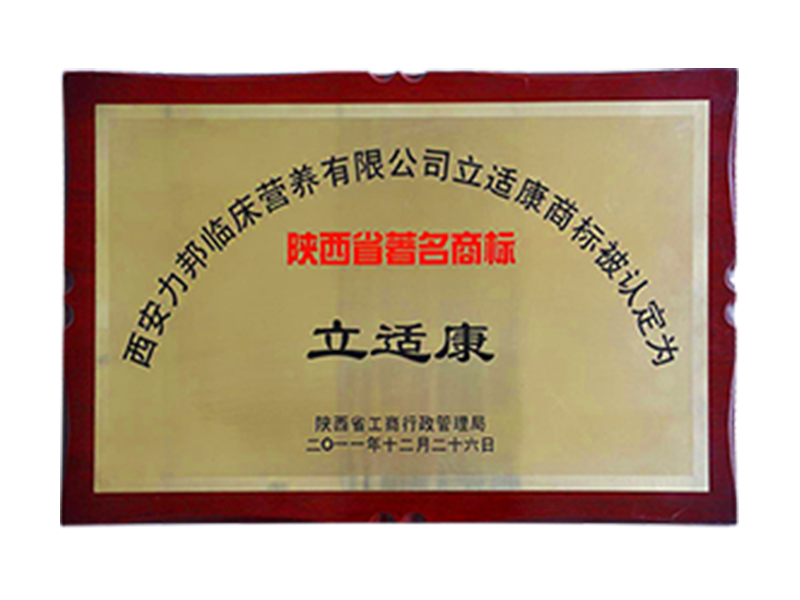 西安力邦临床营养有限公司立适康商标被认定为
陕西省著名商标
立适康
陕西省工商行政管理局
二〇一一年十二月二十六日